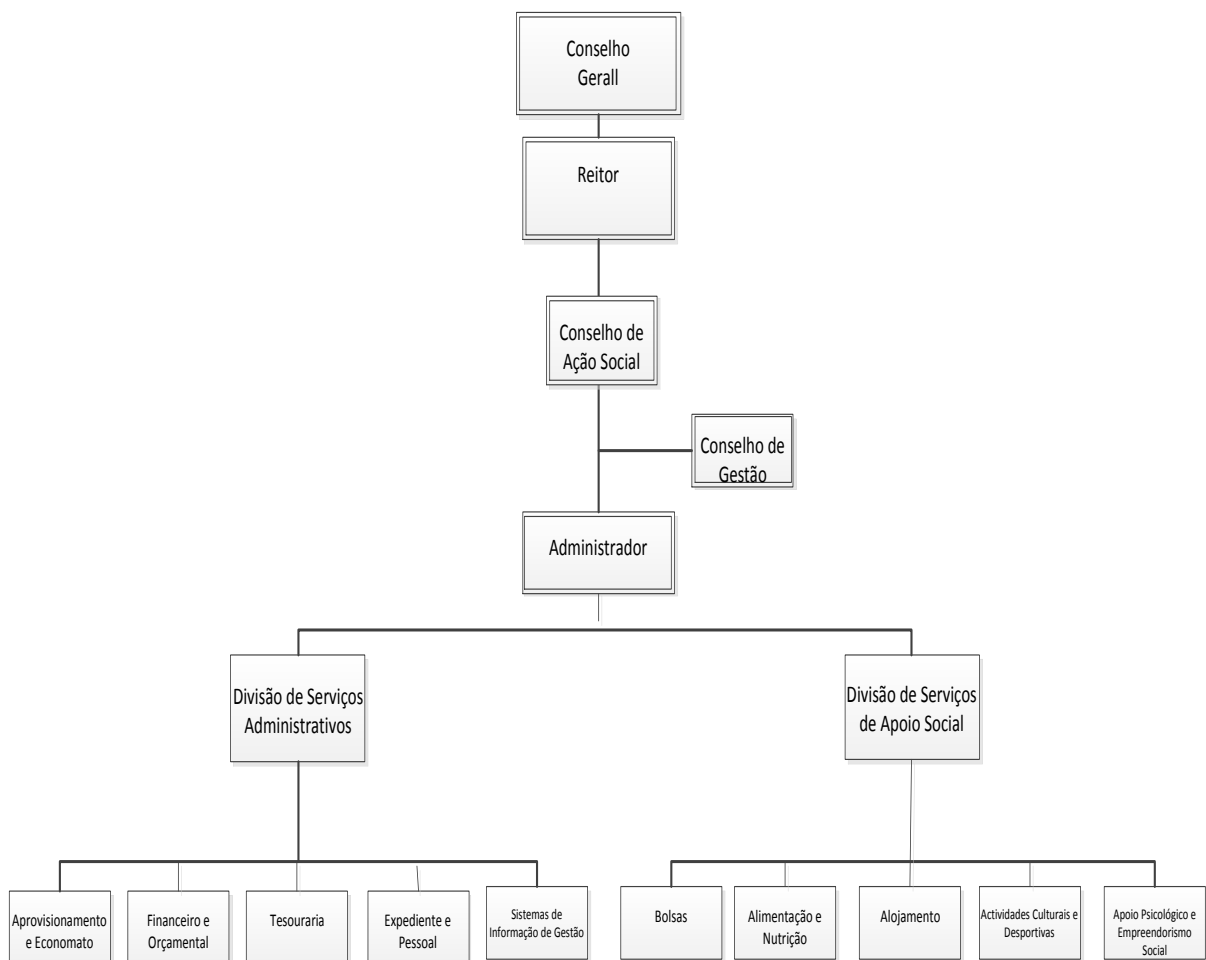 Conselho
Gerall
Reitor
Conselho de
Ação Social
Conselho de
Gestão
Administrador
Divisão de Serviços
Administrativos
Divisão de Serviços
de Apoio Social
Aprovisionamento
e Economato
Financeiro e
Orçamental
Tesouraria
Expediente e
Pessoal
Sistemas de
Informação de Gestão
Bolsas
Alimentação e
Nutrição
Alojamento
Actividades Culturais e
Desportivas
Apoio Psicológico e
Empreendorismo
Social